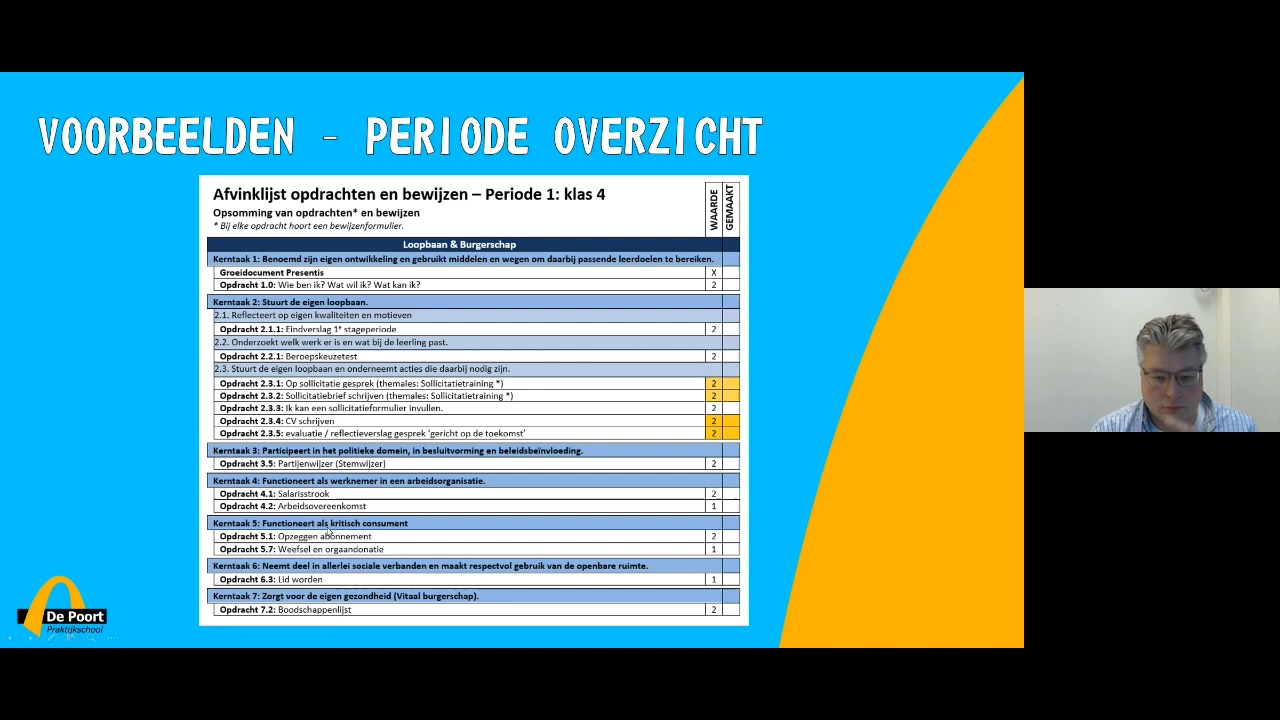 VOORBEELDEN - PERIODE OVERZICHT
Afvinklijst opdrachten en bewijzen – Periode 1: klas 4
Opsomming van opdrachten* en bewijzen
* Bij elke opdracht hoort een bewijzenformulier.
WAARDE
GEMAAKT
Loopbaan & Burgerschap
Kerntaak 1: Benoemd zijn eigen ontwikkeling en gebruikt middelen en wegen om daarbij passende leerdoelen te bereiken.
Groeidocument Presentis X
Opdracht 1.0: Wie ben ik? Wat wil ik? Wat kan ik? 2
Kerntaak 2: Stuurt de eigen loopbaan.
2.1. Reflecteert op eigen kwaliteiten en motieven
Opdracht 2.1.1: Eindverslag 1e stageperiode 2
2.2. Onderzoekt welk werk er is en wat bij de leerling past.
Opdracht 2.2.1: Beroepskeuzetest 2
2.3. Stuurt de eigen loopbaan en onderneemt acties die daarbij nodig zijn.
Opdracht 2.3.1: Op sollicitatie gesprek (themales: Sollicitatietraining *) 2
Opdracht 2.3.2: Sollicitatiebrief schrijven (themales: Sollicitatietraining *) 2
Opdracht 2.3.3: Ik kan een sollicitatieformulier invullen. 2
Opdracht 2.3.4: CV schrijven 2
Opdracht 2.3.5: evaluatie / reflectieverslag gesprek ‘gericht op de toekomst’ 2
Kerntaak 3: Participeert in het politieke domein, in besluitvorming en beleidsbeïnvloeding.
Opdracht 3.5: Partijenwijzer (Stemwijzer) 2
Kerntaak 4: Functioneert als werknemer in een arbeidsorganisatie.
Opdracht 4.1: Salarisstrook 2
Opdracht 4.2: Arbeidsovereenkomst 1
Kerntaak 5: Functioneert als kritisch consument
Opdracht 5.1: Opzeggen abonnement 2
Opdracht 5.7: Weefsel en orgaandonatie 1
Kerntaak 6: Neemt deel in allerlei sociale verbanden en maakt respectvol gebruik van de openbare ruimte.
Opdracht 6.3: Lid worden 1
Kerntaak 7: Zorgt voor de eigen gezondheid (Vitaal burgerschap).
Opdracht 7.2: Boodschappenlijst 2
De Poort
Praktijkschool